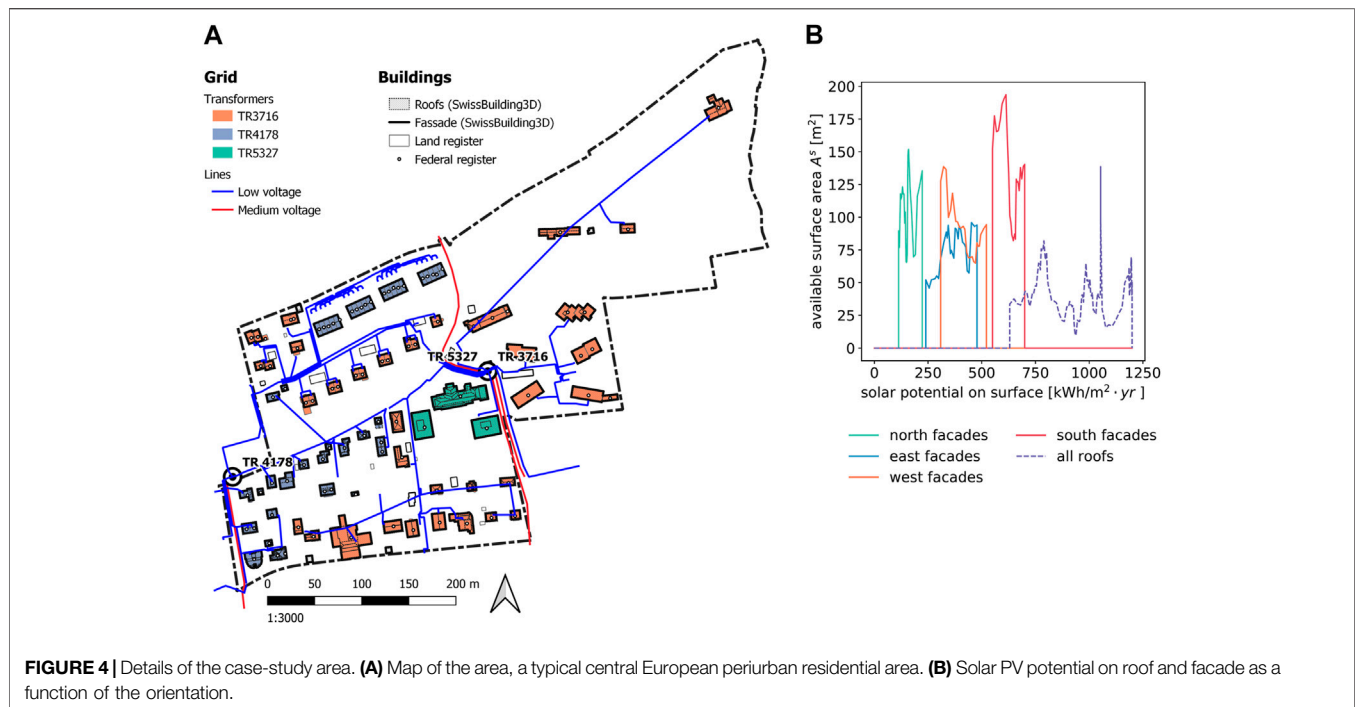 A
Grid
Transformers
TR3716
TR4178
TR5327
Lines
Low voltage
Medium voltage
Buildings
Roofs (SwissBuilding3D)
Fassade (SwissBuilding3D)
Land register
Federal register
TR 5327
TR 3716
TR 4178
0 50 100 150 200 m
1:3000
B
available surface area Aˢ [m²]
200
175
150
125
100
75
50
25
0
0 250 500 750 1000 1250
solar potential on surface [kWh/m² · yr ]
north facades
east facades
west facades
south facades
all roofs
FIGURE 4 | Details of the case-study area. (A) Map of the area, a typical central European periurban residential area. (B) Solar PV potential on roof and facade as a
function of the orientation.